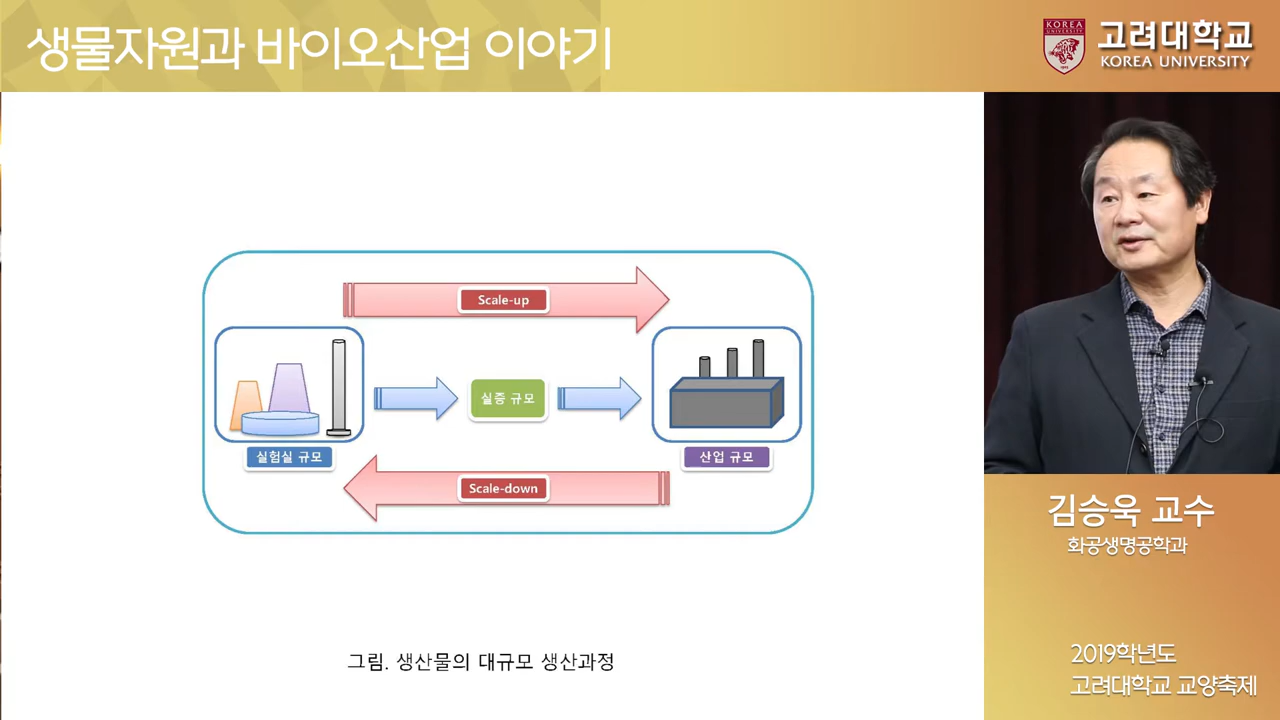 생물자원과 바이오산업 이야기
KOREA
UNIVERSITY
고려대학교
KOREA UNIVERSITY
Scale-up
실증 규모
실험실 규모
산업 규모
Scale-down
그림. 생산물의 대규모 생산과정
김승욱 교수
화공생명공학과
2019학년도
고려대학교 교양축제